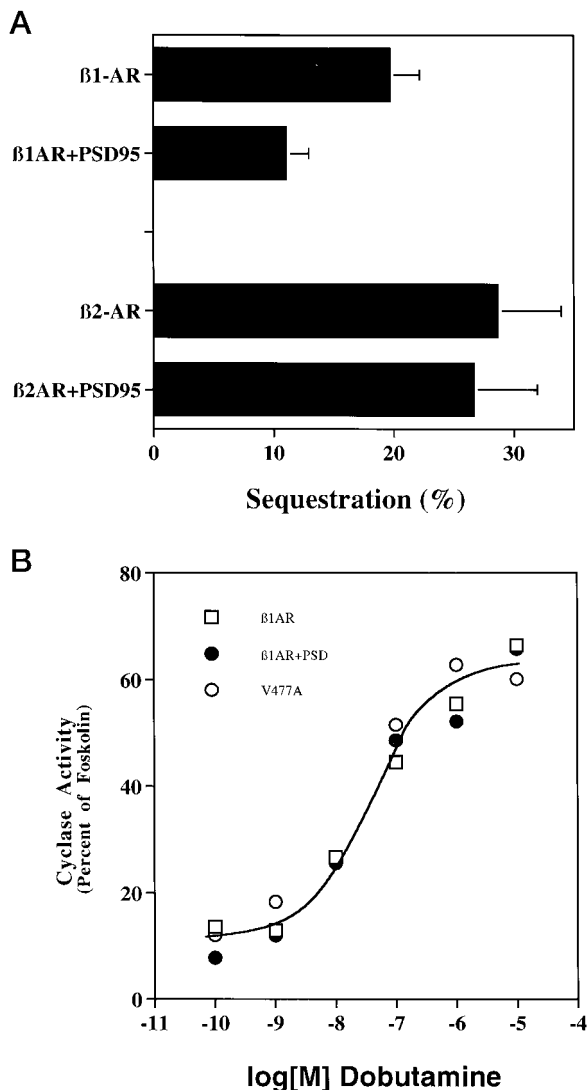 A
ß1-AR
ß1AR+PSD95
ß2-AR
ß2AR+PSD95
0 10 20 30
Sequestration (%)
B
80
60
40
20
0
Cyclase Activity
(Percent of Foskolin)
ß1AR
ß1AR+PSD
V477A
-11 -10 -9 -8 -7 -6 -5 -4
log[M] Dobutamine